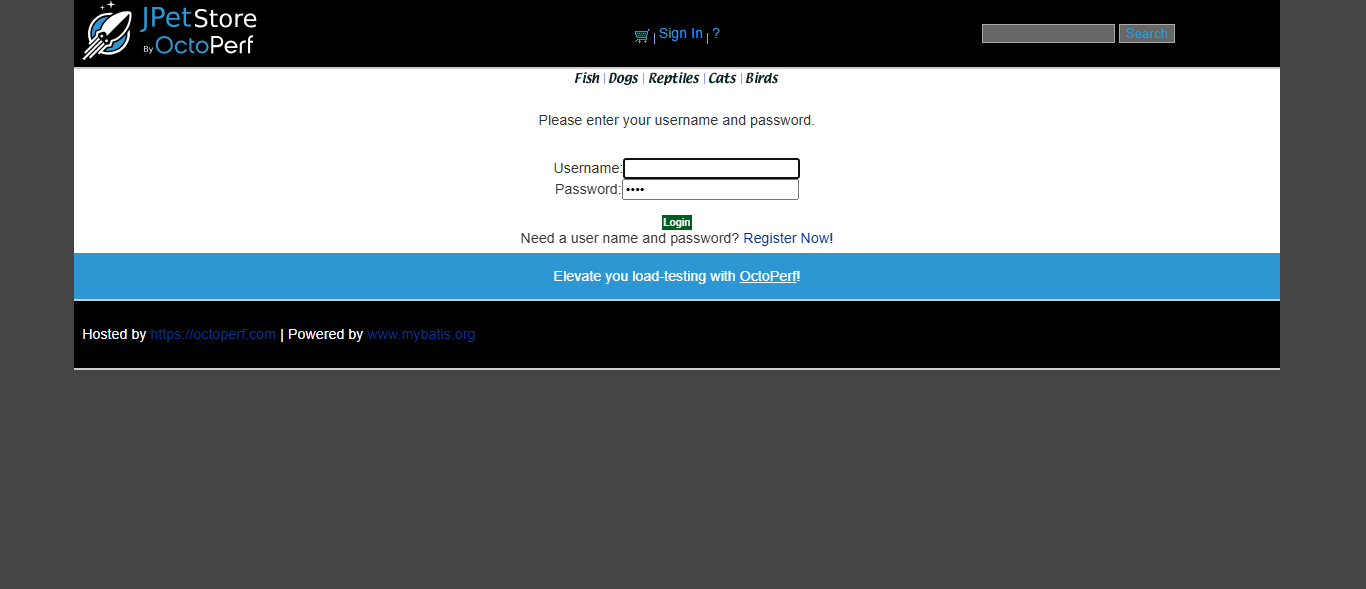 JPetStore
By OctoPerf
Sign In ?
Search
Fish Dogs Reptiles Cats Birds
Please enter your username and password.
Username:
Password: ••••
Login
Need a user name and password? Register Now!
Elevate you load-testing with OctoPerf!
Hosted by https://octoperf.com | Powered by www.mybatis.org